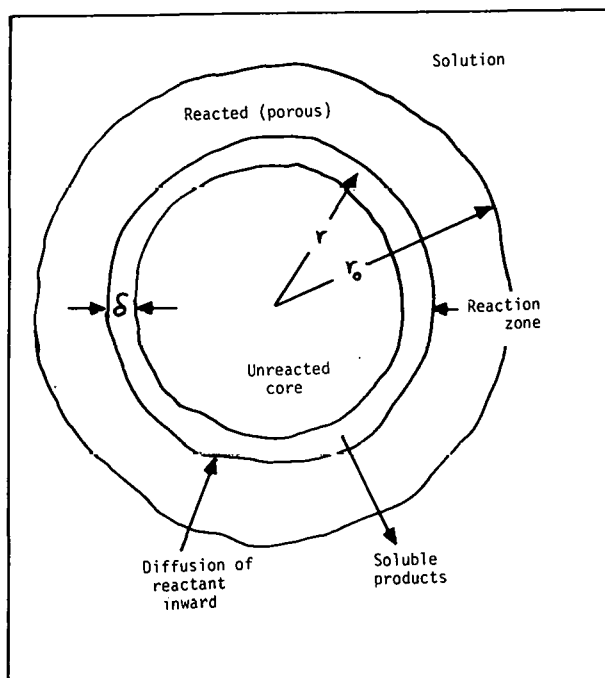 Solution
Reacted (porous)
r
r₀
δ
Reaction
zone
Unreacted
core
Diffusion of
reactant
inward
Soluble
products